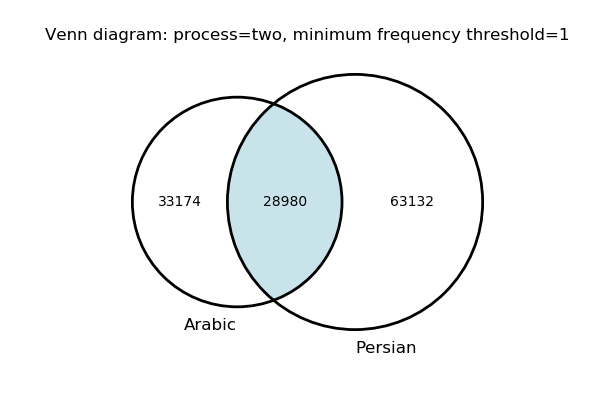 Venn diagram: process=two, minimum frequency threshold=1
33174 28980 63132
Arabic
Persian